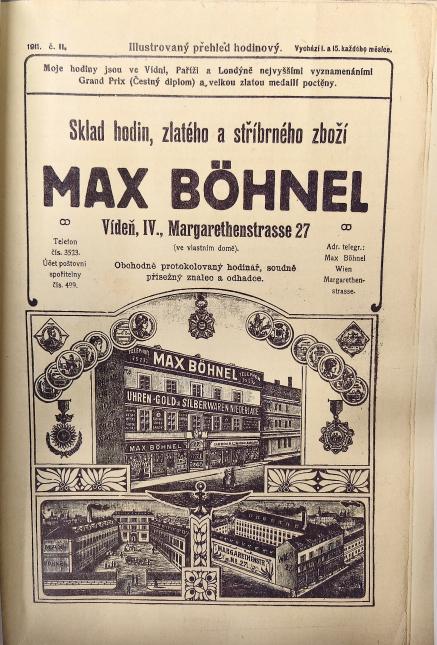 1911. č. 11. Illustrovaný přehled hodinový. Vychází 1. a 15. každého měsíce.
Moje hodiny jsou ve Vídni, Paříži a Londýně nejvyššími vyznamenáními
Grand Prix (Čestný diplom) a velkou zlatou medailí poctěny.
Sklad hodin, zlatého a stříbrného zboží
MAX BÖHNEL
Vídeň, IV., Margarethenstrasse 27
(ve vlastním domě).
Telefon
čís. 3523.
Účet poštovní
spořitelny
čís. 499.
Obchodně protokolovaný hodinář, soudně
přísežný znalec a odhadce.
Adr. telegr.:
Max Böhnel
Wien
Margarethen-
strasse.
MAX BÖHNEL
UHREN-GOLD u. SILBERWAREN NIEDERLAGE
MAX BÖHNEL
MARGARETHENSTR.
No 27.